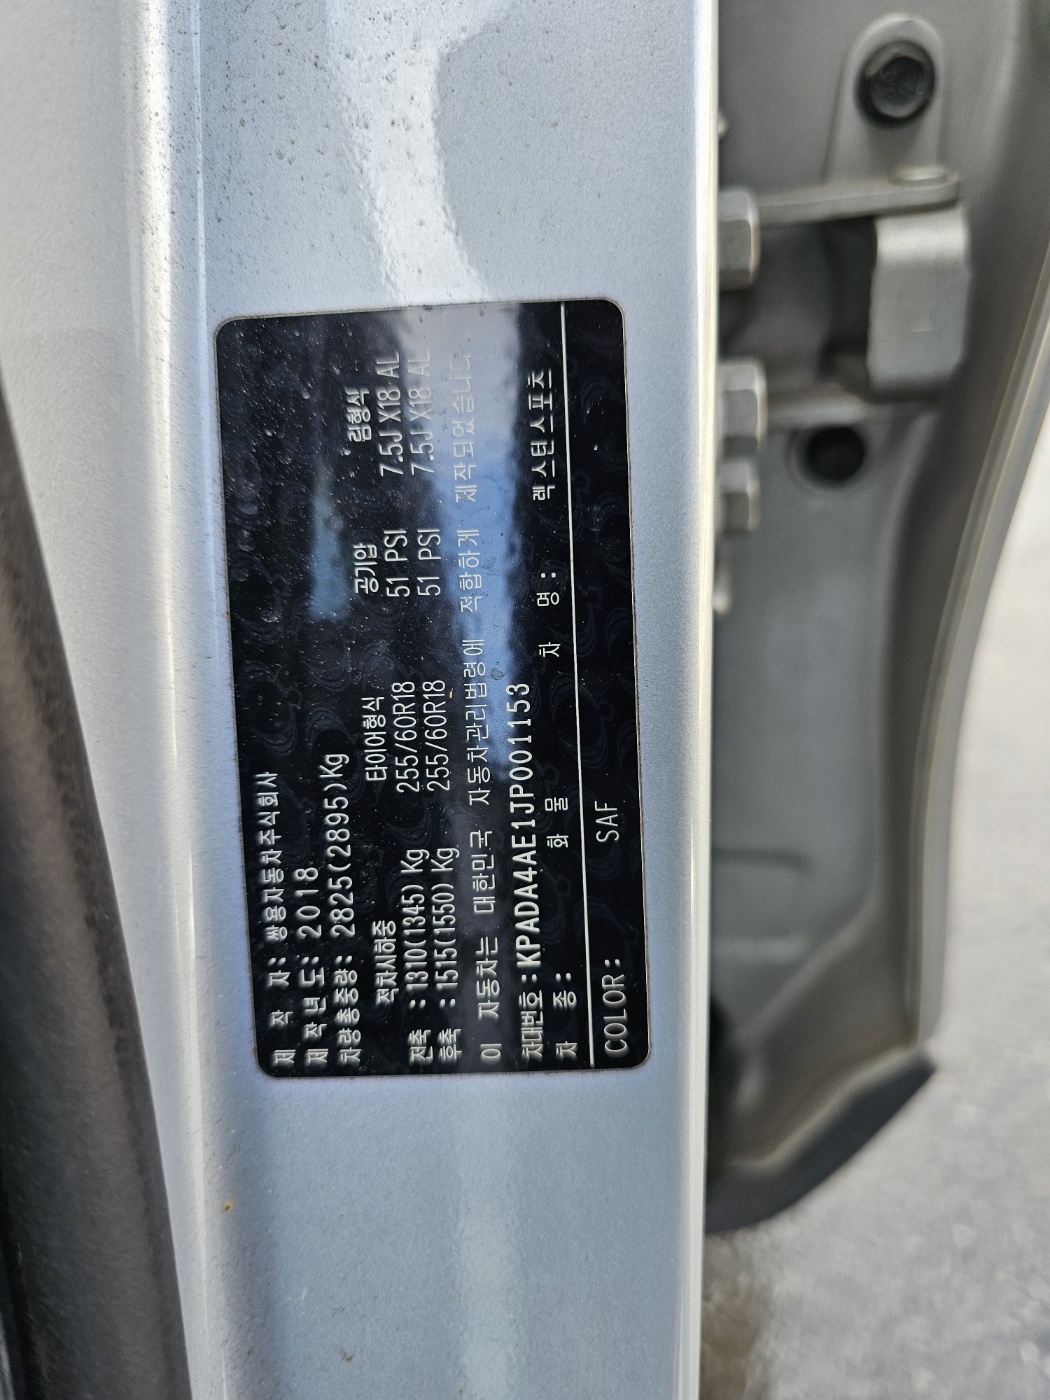 제 작 자: 쌍용자동차주식회사
제 작년도: 2018
차량총중량: 2825(2895)Kg
적차시하중 타이어형식 공기압 림형식
전축 :1310(1345) Kg 255/60R18 51 PSI 7.5J X18 AL
후축 :1515(1550) Kg 255/60R18 51 PSI 7.5J X18 AL
이 자동차는 대한민국 자동차관리법령에 적합하게 제작되었습니다.
차대번호:KPADA4AE1JP001153
차 종: 화 물 차 명: 렉스턴스포츠
COLOR: SAF